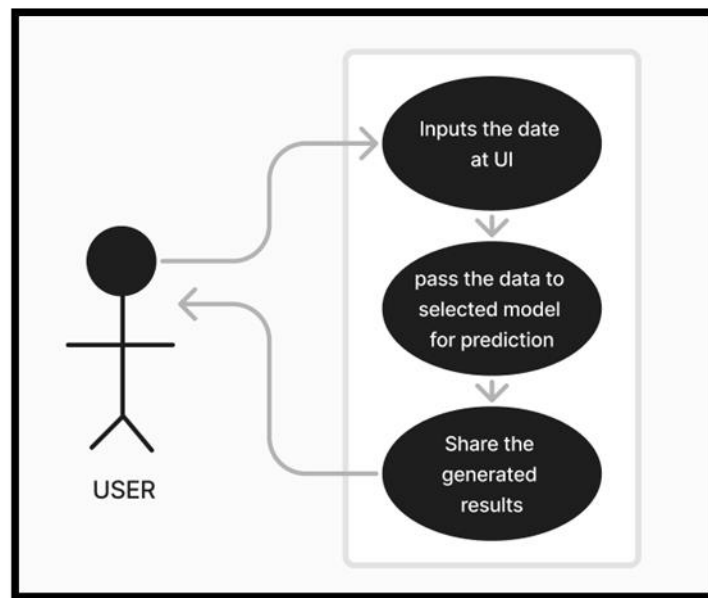 Inputs the date
at UI
pass the data to
selected model
for prediction
Share the
generated
results
USER